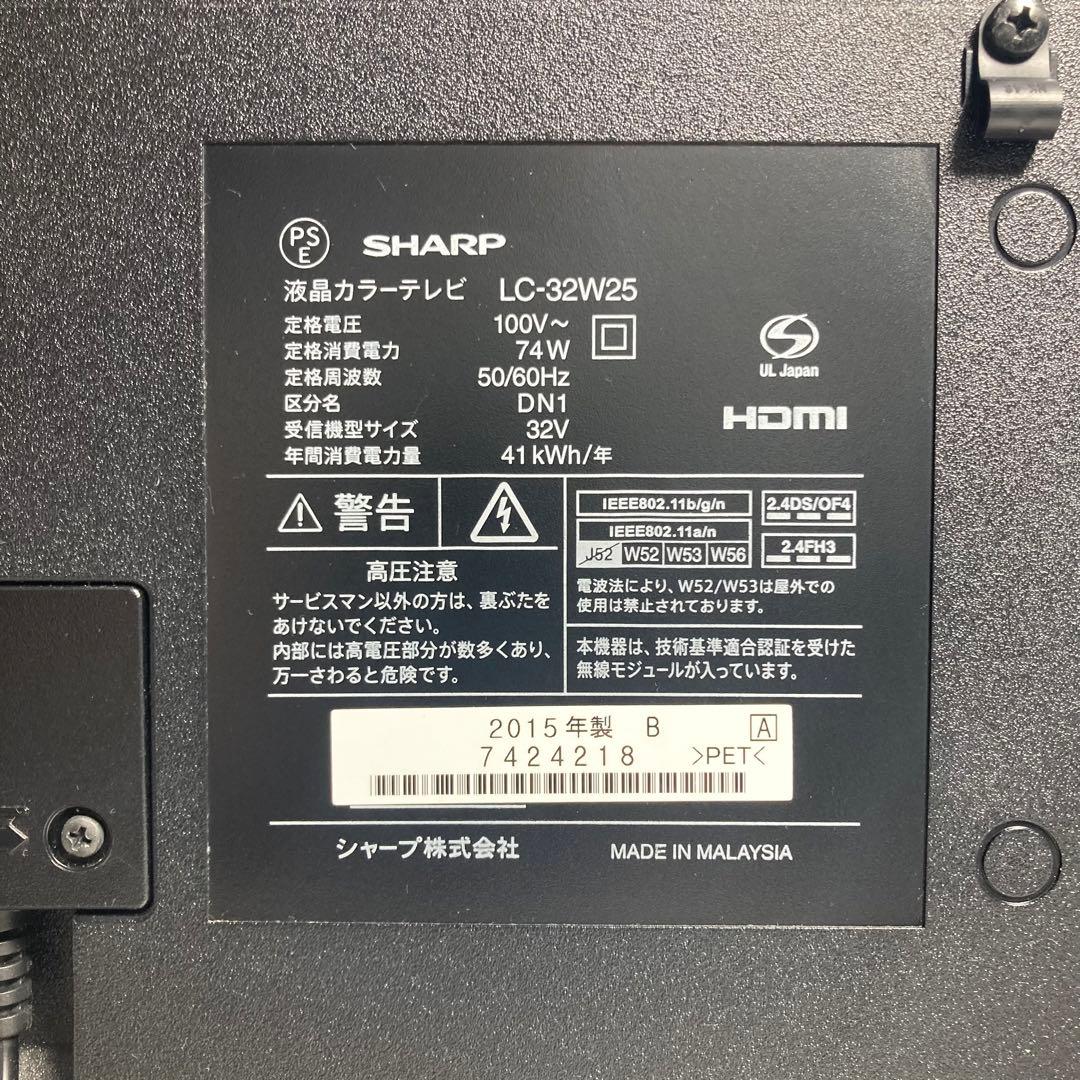 PS
E
SHARP
液晶カラーテレビ LC-32W25
定格電圧 100V～
定格消費電力 74W
定格周波数 50/60Hz
区分名 DN1
受信機型サイズ 32V
年間消費電力量 41kWh/年
UL Japan
HDMI
警告
高圧注意
サービスマン以外の方は、裏ぶたを
あけないでください。
内部には高電圧部分が数多くあり、
万一さわると危険です。
IEEE802.11b/g/n
IEEE802.11a/n
J52 W52 W53 W56
2.4DS/OF4
2.4FH3
電波法により、W52/W53は屋外での
使用は禁止されております。
本機器は、技術基準適合認証を受けた
無線モジュールが入っています。
2015年製 B A
7424218 >PET<
シャープ株式会社 MADE IN MALAYSIA